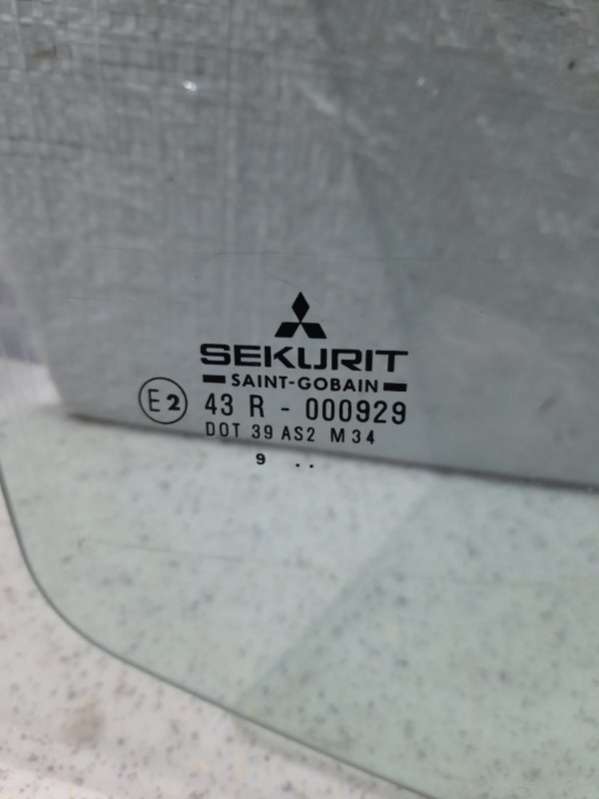 SEKURIT
SAINT-GOBAIN
E2 43 R - 000929
DOT 39 AS2 M34
9 ..